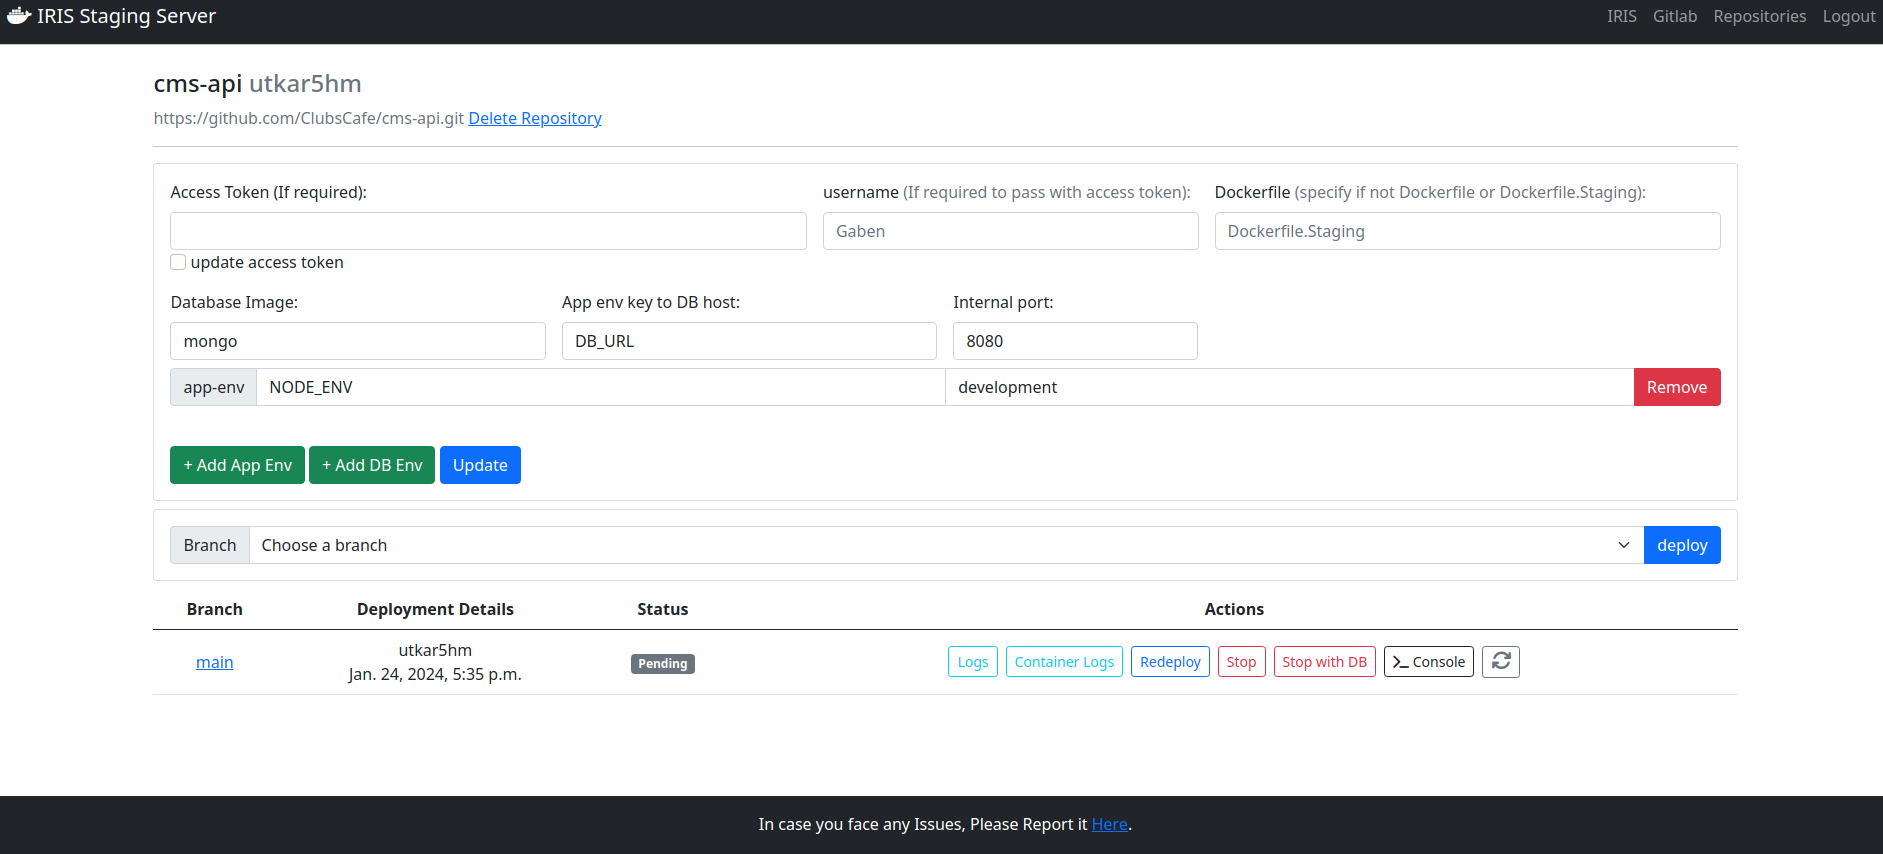 IRIS Staging Server
IRIS Gitlab Repositories Logout
cms-api utkar5hm
https://github.com/ClubsCafe/cms-api.git Delete Repository
Access Token (If required): username (If required to pass with access token): Dockerfile (specify if not Dockerfile or Dockerfile.Staging):
Gaben Dockerfile.Staging
update access token
Database Image: App env key to DB host: Internal port:
mongo DB_URL 8080
app-env NODE_ENV development Remove
+ Add App Env + Add DB Env Update
Branch Choose a branch deploy
Branch Deployment Details Status Actions
main utkar5hm
Jan. 24, 2024, 5:35 p.m. Pending Logs Container Logs Redeploy Stop Stop with DB Console
In case you face any Issues, Please Report it Here.